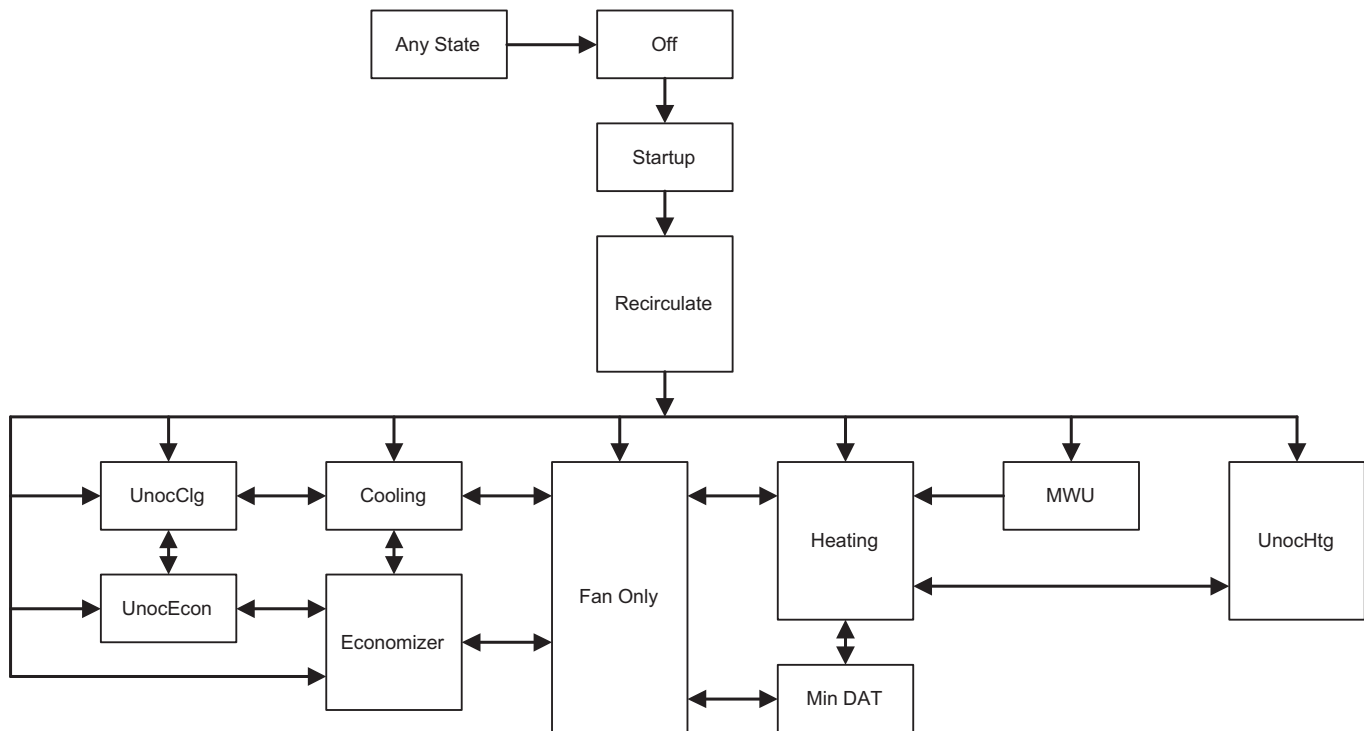 Any State
Off
Startup
Recirculate
UnocClg
Cooling
Fan Only
Heating
MWU
UnocHtg
UnocEcon
Economizer
Min DAT